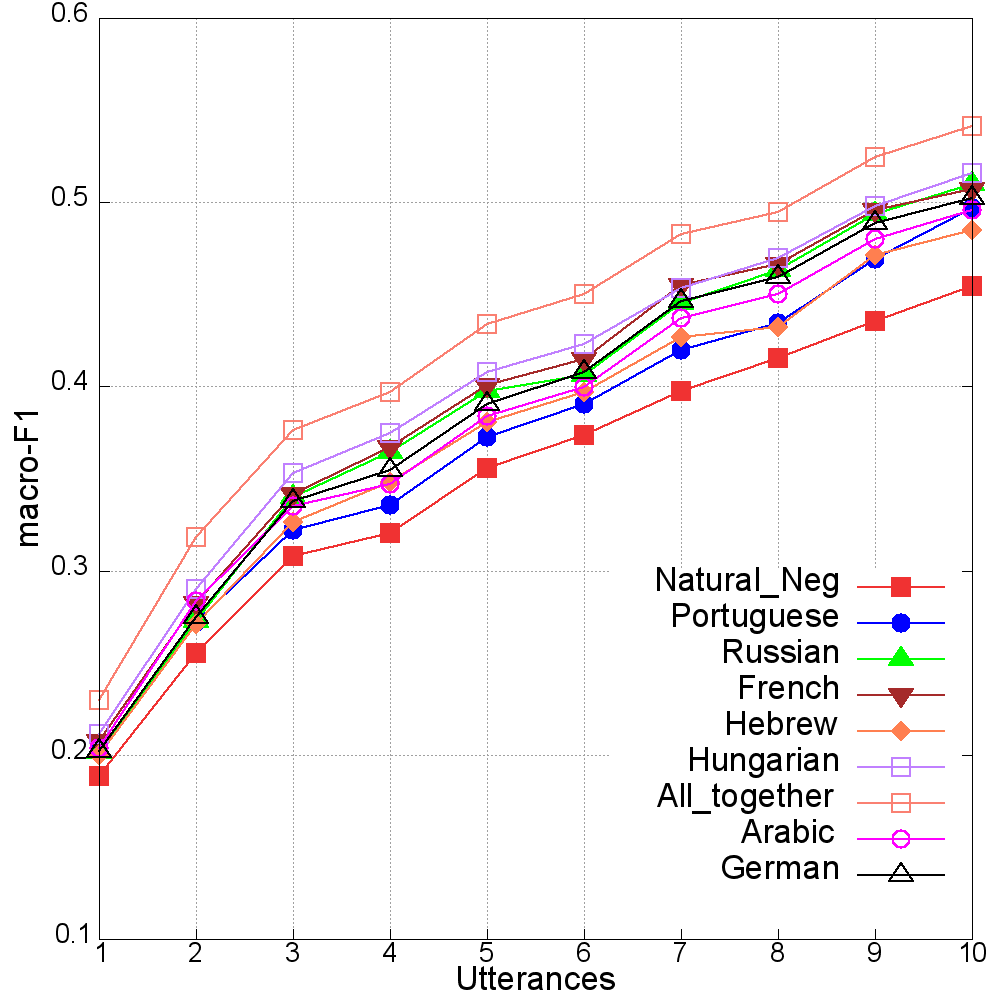 0.6
0.5
0.4
0.3
0.2
0.1
macro-F1
Natural_Neg
Portuguese
Russian
French
Hebrew
Hungarian
All_together
Arabic
German
1 2 3 4 5 6 7 8 9 10
Utterances